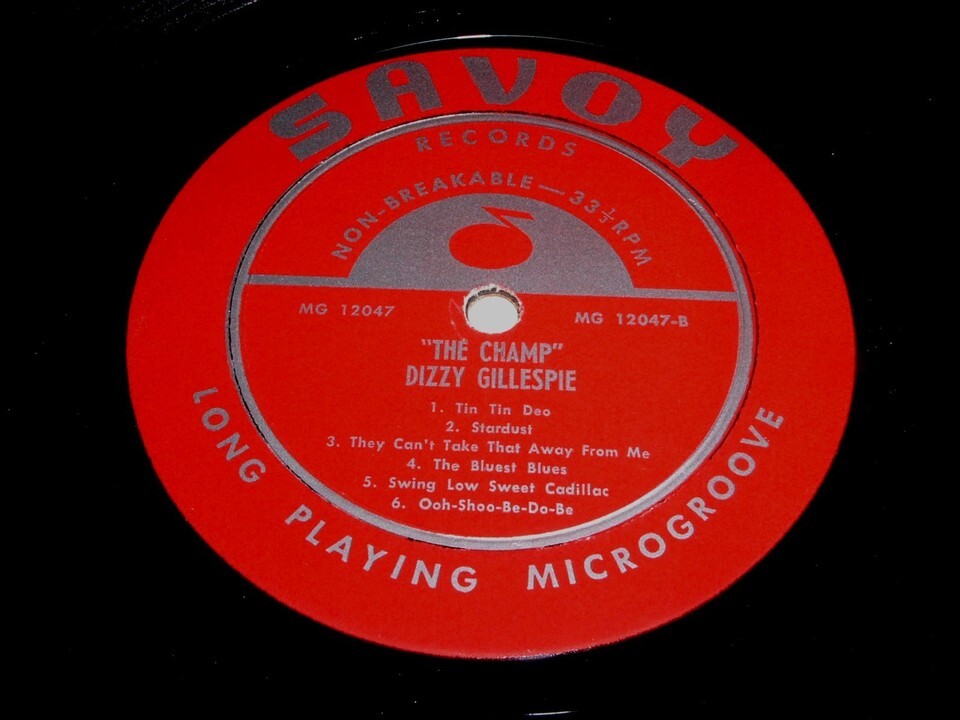 SAVOY
RECORDS
NON-BREAKABLE — 33 1/3 RPM
MG 12047
MG 12047-B
"THE CHAMP"
DIZZY GILLESPIE
1. Tin Tin Deo
2. Stardust
3. They Can't Take That Away From Me
4. The Bluest Blues
5. Swing Low Sweet Cadillac
6. Ooh-Shoo-Be-Do-Be
LONG PLAYING MICROGROOVE